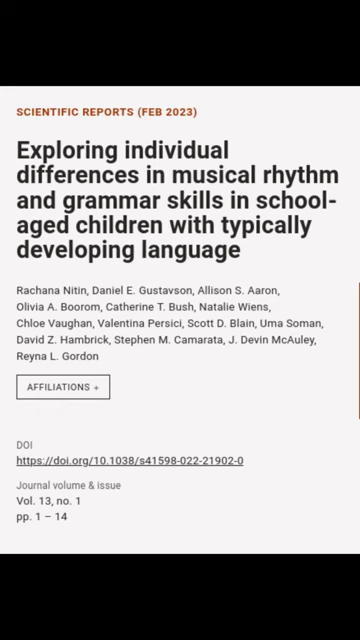 SCIENTIFIC REPORTS (FEB 2023)
Exploring individual
differences in musical rhythm
and grammar skills in school-
aged children with typically
developing language
Rachana Nitin, Daniel E. Gustavson, Allison S. Aaron,
Olivia A. Boorom, Catherine T. Bush, Natalie Wiens,
Chloe Vaughan, Valentina Persici, Scott D. Blain, Uma Soman,
David Z. Hambrick, Stephen M. Camarata, J. Devin McAuley,
Reyna L. Gordon
AFFILIATIONS +
DOI
https://doi.org/10.1038/s41598-022-21902-0
Journal volume & issue
Vol. 13, no. 1
pp. 1 – 14